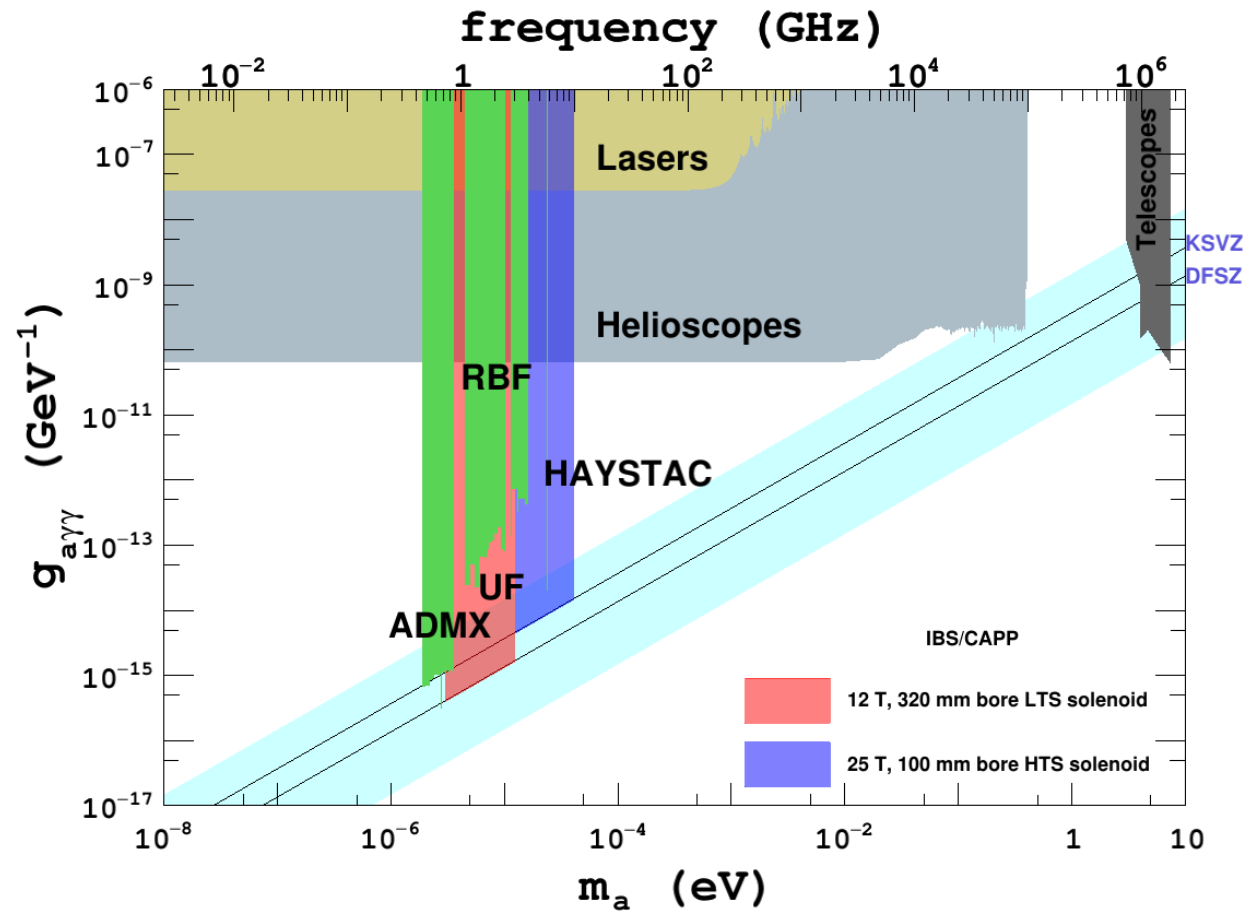 frequency (GHz)
10⁻² 1 10² 10⁴ 10⁶
10⁻⁶
10⁻⁷
Lasers
Telescopes
KSVZ
DFSZ
10⁻⁹
Helioscopes
RBF
10⁻¹¹
HAYSTAC
10⁻¹³
UF
ADMX
10⁻¹⁵
10⁻¹⁷
g_aγγ (GeV⁻¹)
IBS/CAPP
12 T, 320 mm bore LTS solenoid
25 T, 100 mm bore HTS solenoid
10⁻⁸ 10⁻⁶ 10⁻⁴ 10⁻² 1 10
m_a (eV)